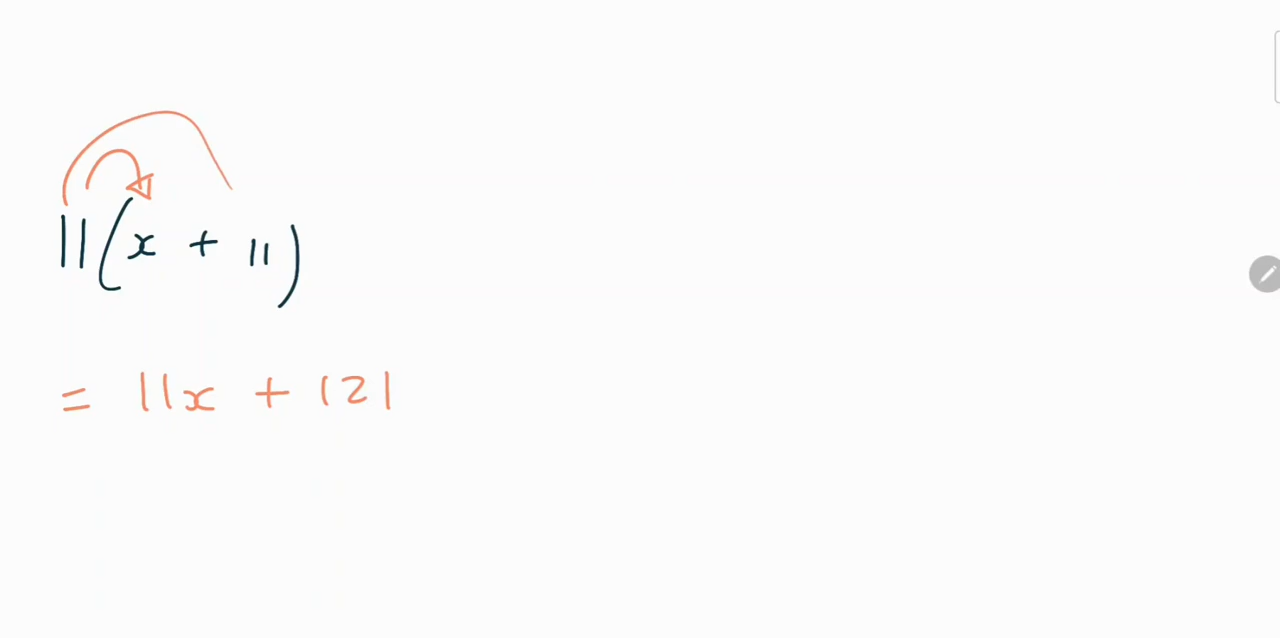 11(x + 11)
= 11x + 121